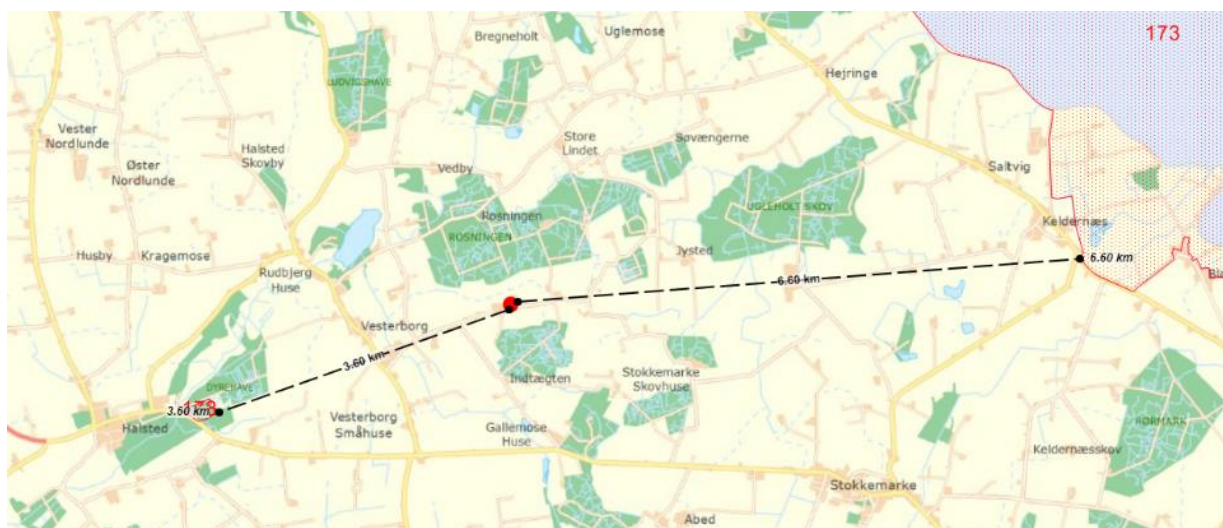 173
Bregneholt
Uglemose
Hejringe
LUDVIGSHAVE
Vester
Nordlunde
Øster
Nordlunde
Halsted
Skovby
Store
Lindet
Søvængerne
Vedby
Saltvig
UGLEHOLT SKOV
Rosningen
ROSNINGEN
Keldernæs
Husby
Kragemose
Jysted
6.60 km
Rudbjerg
Huse
6.60 km
Vesterborg
3.60 km
Indtægten
Stokkemarke
Skovhuse
DYREHAVE
173
3.60 km
Halsted
Vesterborg
Småhuse
Gallemose
Huse
RØRMARK
Keldernæsskov
Stokkemarke
Abed